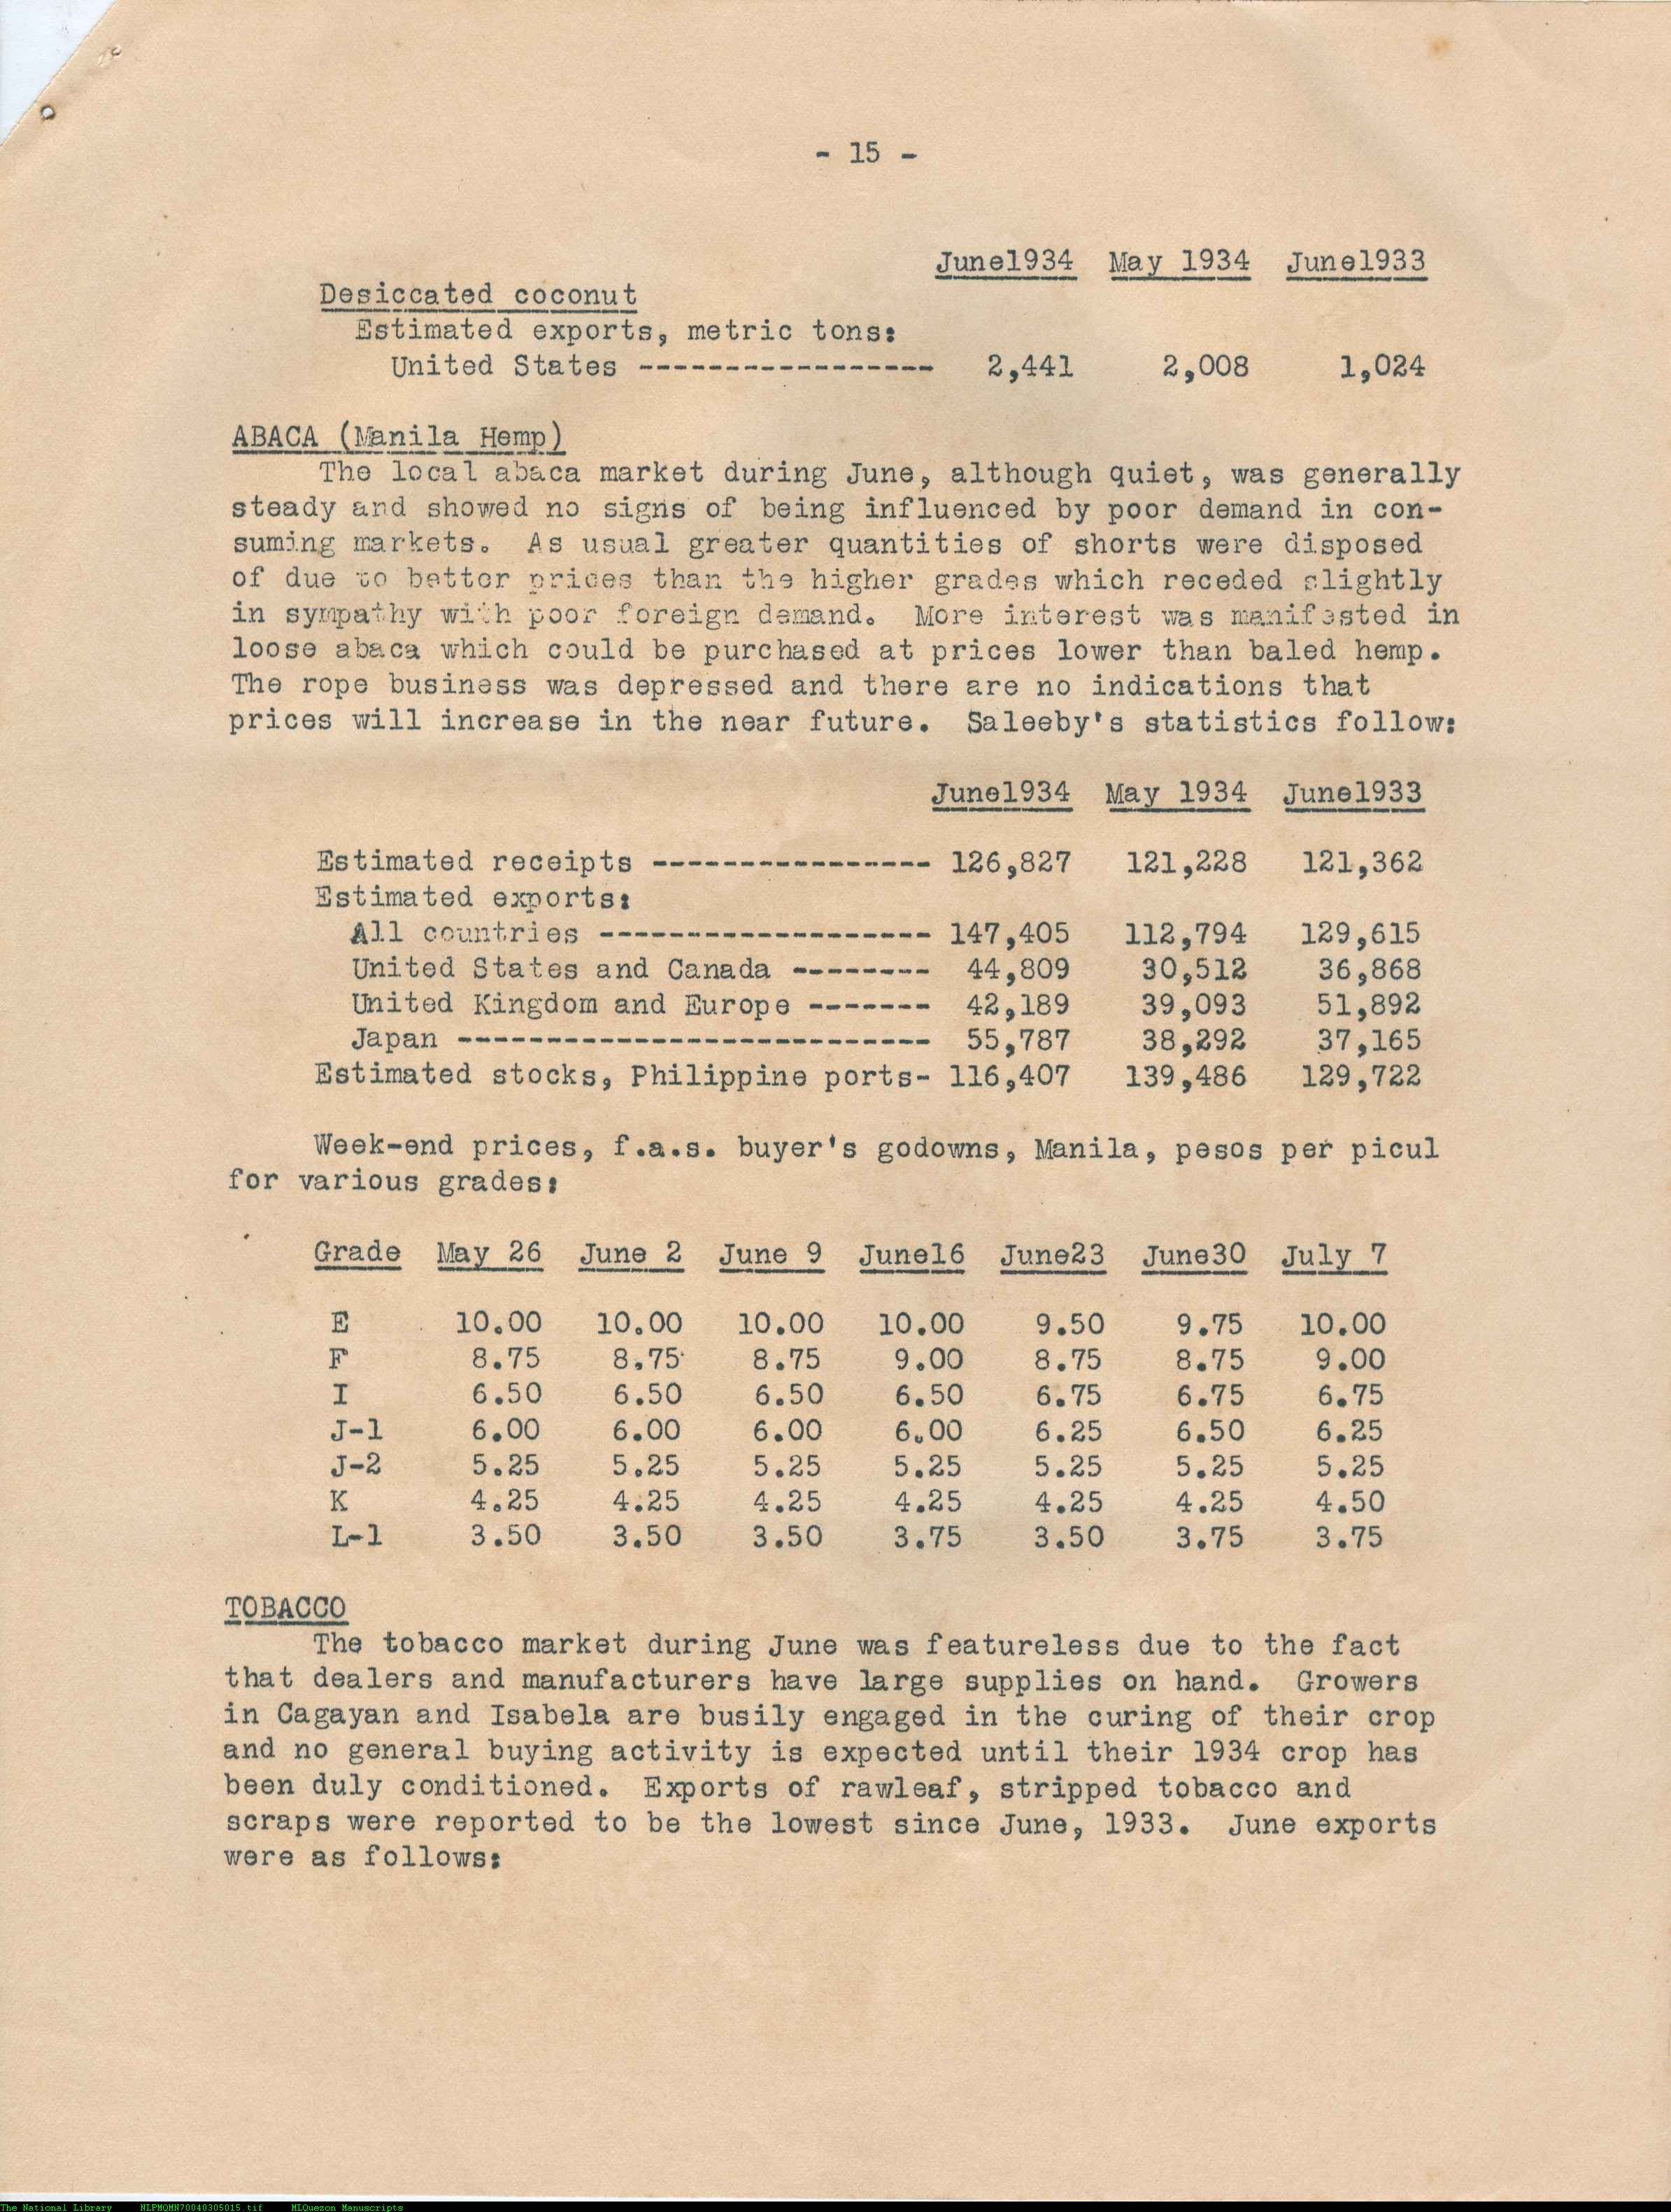 - 15 -
June1934 May 1934 June1933
Desiccated coconut
Estimated exports, metric tons:
United States ----------------- 2,441 2,008 1,024
ABACA (Manila Hemp)
The local abaca market during June, although quiet, was generally
steady and showed no signs of being influenced by poor demand in con-
suming markets. As usual greater quantities of shorts were disposed
of due to better prices than the higher grades which receded slightly
in sympathy with poor foreign demand. More interest was manifested in
loose abaca which could be purchased at prices lower than baled hemp.
The rope business was depressed and there are no indications that
prices will increase in the near future. Saleeby's statistics follow:
June1934 May 1934 June1933
Estimated receipts ---------------- 126,827 121,228 121,362
Estimated exports:
All countries ------------------- 147,405 112,794 129,615
United States and Canada -------- 44,809 30,512 36,868
United Kingdom and Europe ------- 42,189 39,093 51,892
Japan --------------------------- 55,787 38,292 37,165
Estimated stocks, Philippine ports- 116,407 139,486 129,722
Week-end prices, f.a.s. buyer's godowns, Manila, pesos per picul
for various grades:
Grade May 26 June 2 June 9 June16 June23 June30 July 7
E 10.00 10.00 10.00 10.00 9.50 9.75 10.00
F 8.75 8.75 8.75 9.00 8.75 8.75 9.00
I 6.50 6.50 6.50 6.50 6.75 6.75 6.75
J-1 6.00 6.00 6.00 6.00 6.25 6.50 6.25
J-2 5.25 5.25 5.25 5.25 5.25 5.25 5.25
K 4.25 4.25 4.25 4.25 4.25 4.25 4.50
L-1 3.50 3.50 3.50 3.75 3.50 3.75 3.75
TOBACCO
The tobacco market during June was featureless due to the fact
that dealers and manufacturers have large supplies on hand. Growers
in Cagayan and Isabela are busily engaged in the curing of their crop
and no general buying activity is expected until their 1934 crop has
been duly conditioned. Exports of rawleaf, stripped tobacco and
scraps were reported to be the lowest since June, 1933. June exports
were as follows:
The National Library NLPMQMN70040305015.tif MLQuezon Manuscripts